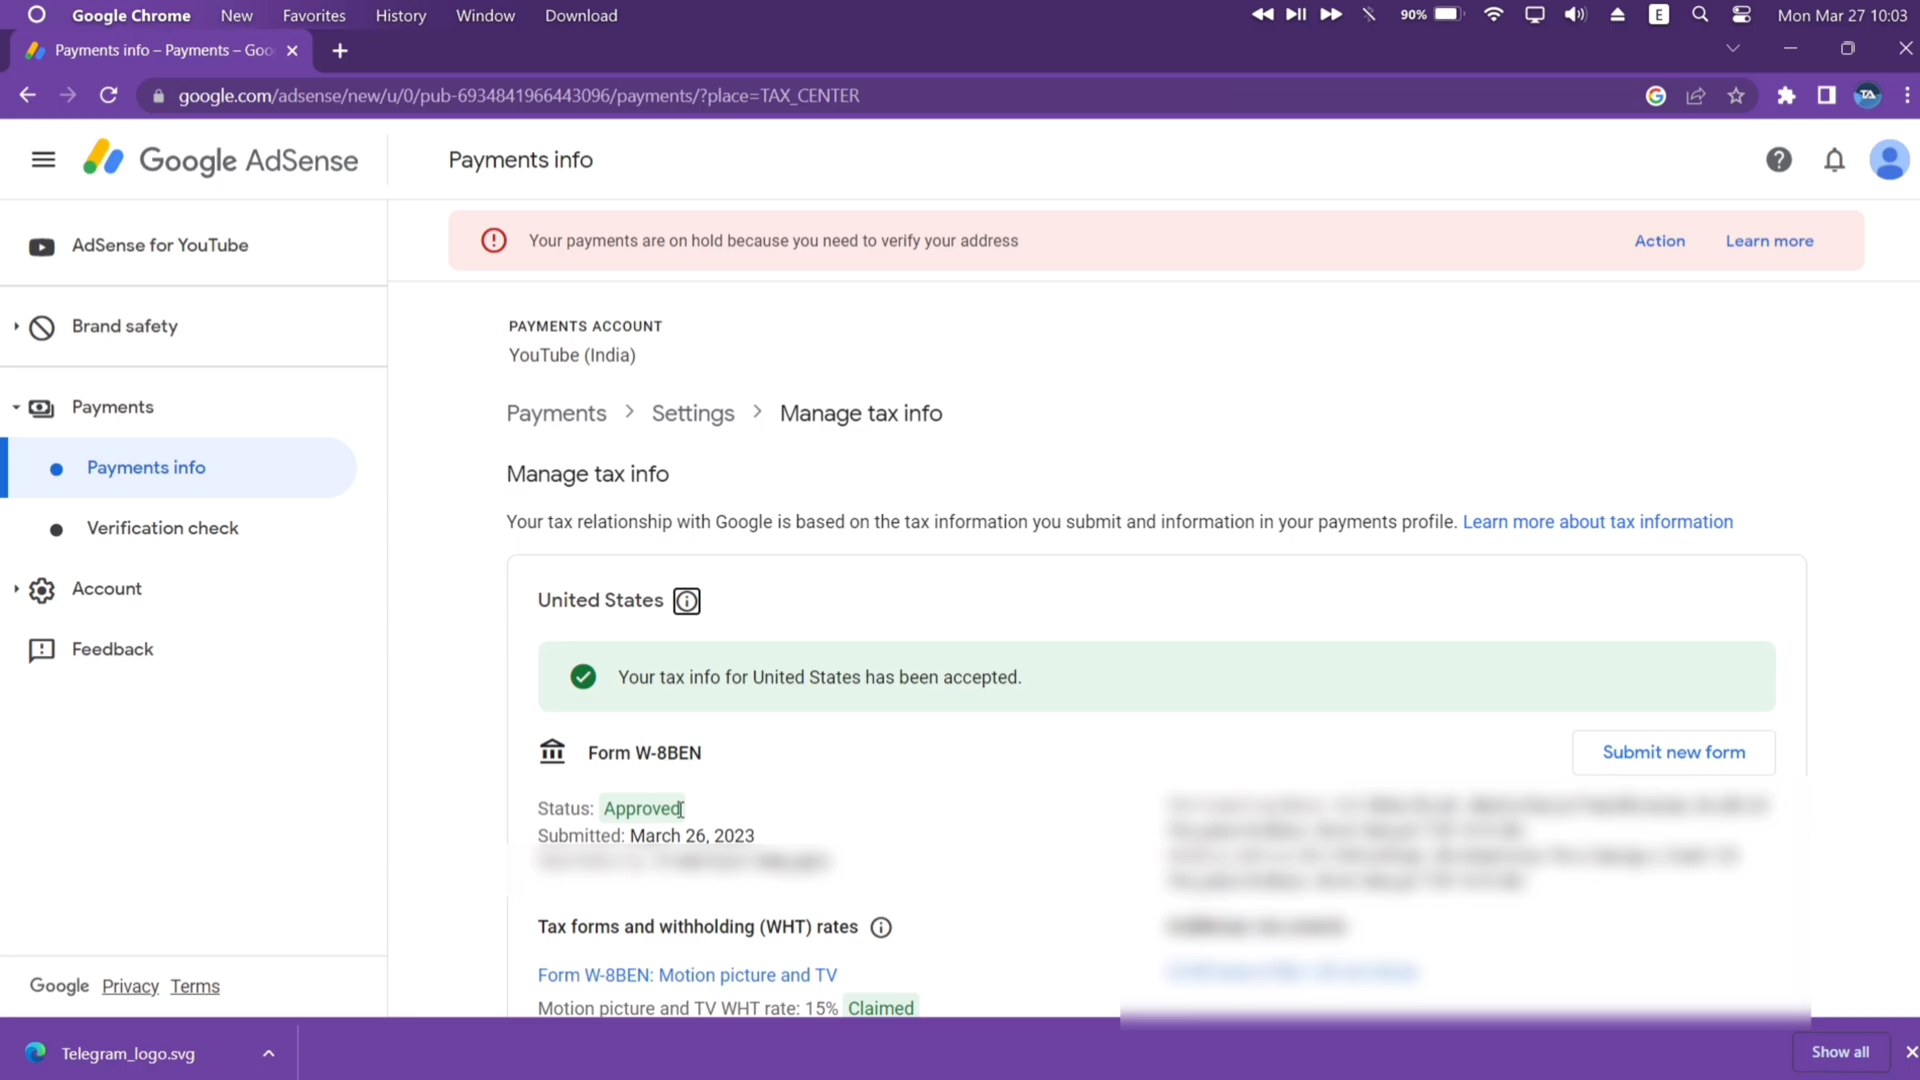 Google Chrome New Favorites History Window Download 90% E Mon Mar 27 10:03
Payments info – Payments – Goo
google.com/adsense/new/u/0/pub-6934841966443096/payments/?place=TAX_CENTER TA
Google AdSense
Payments info
AdSense for YouTube
Brand safety
Payments
Payments info
Verification check
Account
Feedback
Google Privacy Terms
Your payments are on hold because you need to verify your address Action Learn more
PAYMENTS ACCOUNT
YouTube (India)
Payments > Settings > Manage tax info
Manage tax info
Your tax relationship with Google is based on the tax information you submit and information in your payments profile. Learn more about tax information
United States
Your tax info for United States has been accepted.
Form W-8BEN Submit new form
Status: Approved
Submitted: March 26, 2023
Tax forms and withholding (WHT) rates
Form W-8BEN: Motion picture and TV
Motion picture and TV WHT rate: 15% Claimed
Telegram_logo.svg Show all